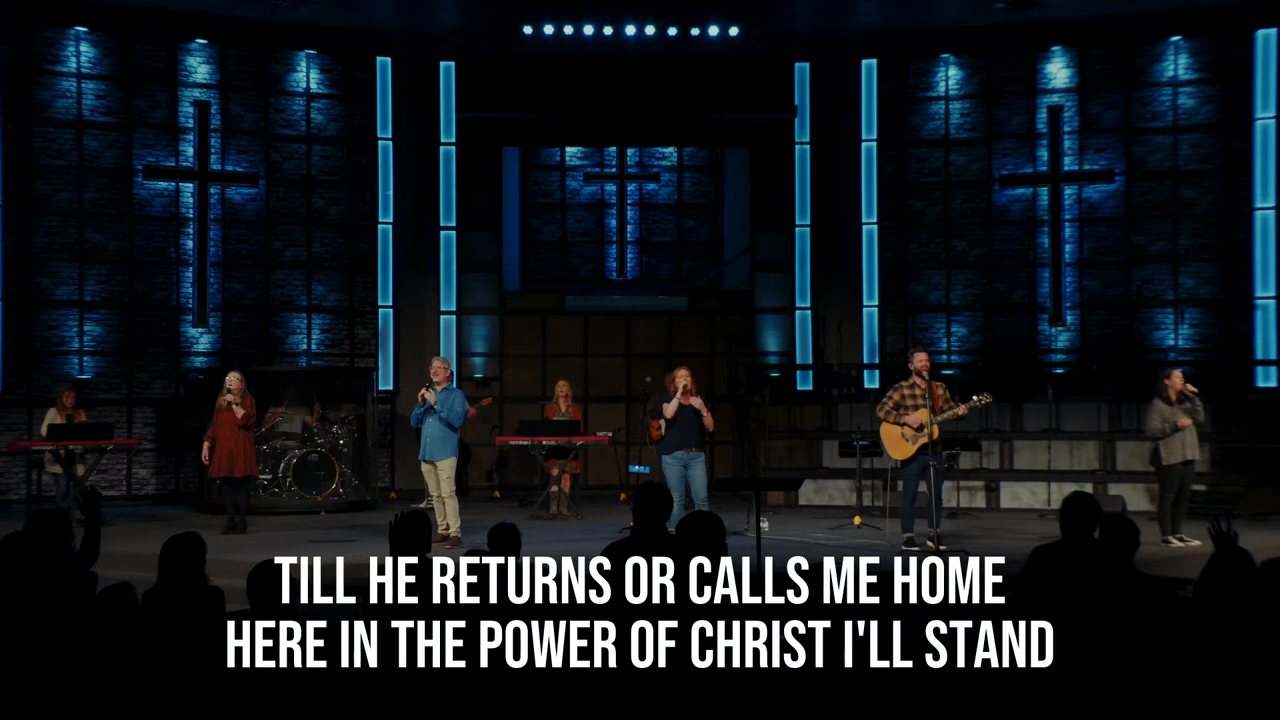 TILL HE RETURNS OR CALLS ME HOME
HERE IN THE POWER OF CHRIST I'LL STAND